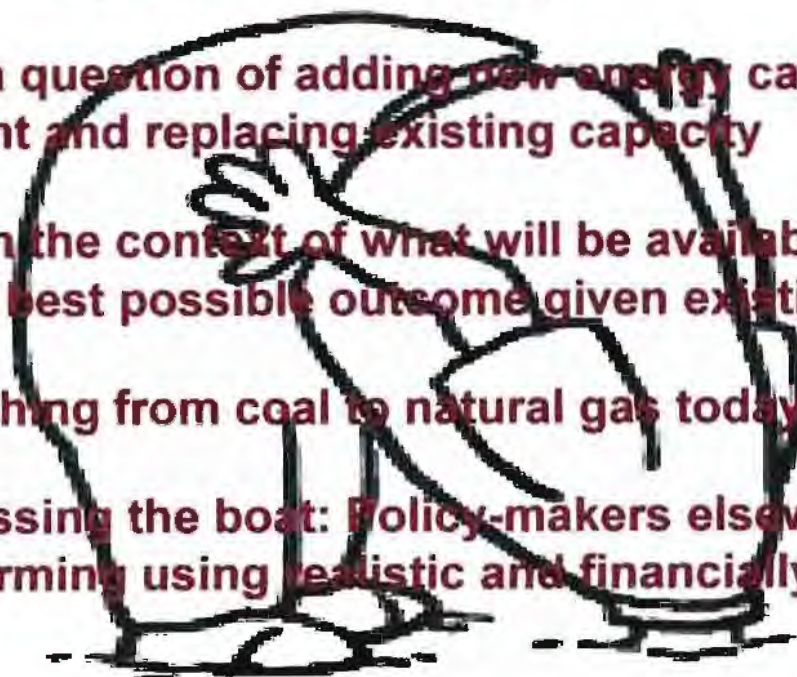 question of adding new energy ca
nt and replacing existing capacity
n the context of what will be availab
best possible outcome given existi
hing from coal to natural gas today
ssing the boat: Policy-makers elsew
rming using realistic and financially